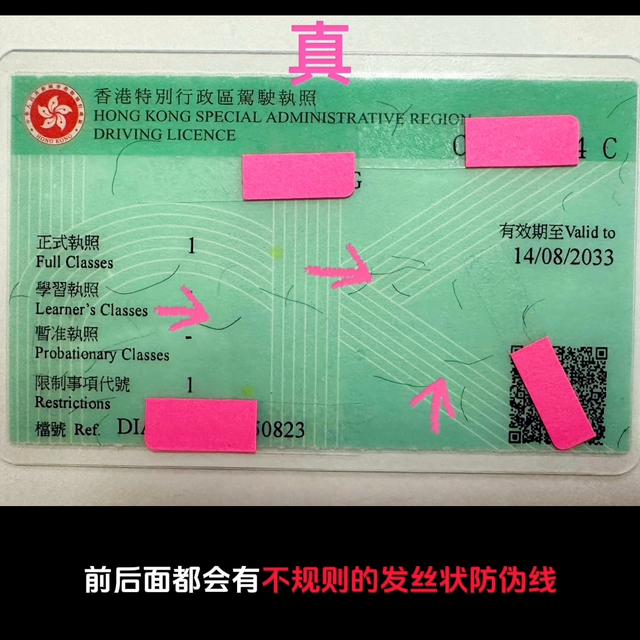 真
香港特別行政區駕駛執照
HONG KONG SPECIAL ADMINISTRATIVE REGION
DRIVING LICENCE
4 C
G
正式執照 1
Full Classes
有效期至Valid to
14/08/2033
學習執照 -
Learner's Classes
暫准執照 -
Probationary Classes
限制事項代號 1
Restrictions
檔號 Ref. DI 50823
前后面都会有不规则的发丝状防伪线